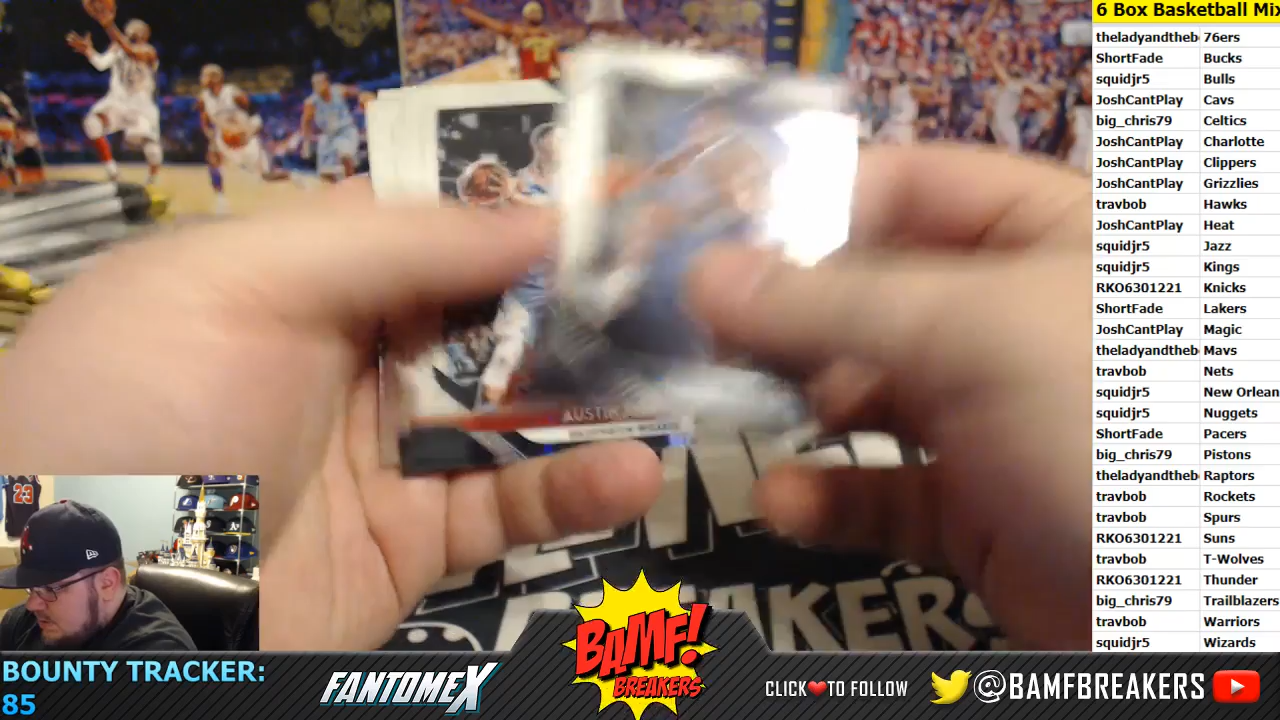 6 Box Basketball Mix
theladyandtheb 76ers
ShortFade Bucks
squidjr5 Bulls
JoshCantPlay Cavs
big_chris79 Celtics
JoshCantPlay Charlotte
JoshCantPlay Clippers
JoshCantPlay Grizzlies
travbob Hawks
JoshCantPlay Heat
squidjr5 Jazz
squidjr5 Kings
RKO6301221 Knicks
ShortFade Lakers
JoshCantPlay Magic
theladyandtheb Mavs
travbob Nets
squidjr5 New Orlean
squidjr5 Nuggets
ShortFade Pacers
big_chris79 Pistons
theladyandtheb Raptors
travbob Rockets
travbob Spurs
RKO6301221 Suns
travbob T-Wolves
RKO6301221 Thunder
big_chris79 Trailblazers
travbob Warriors
squidjr5 Wizards
BREAKERS
23
BOUNTY TRACKER:
85
FANTOMEX
BAMF!
BREAKERS
CLICK❤TO FOLLOW
@BAMFBREAKERS